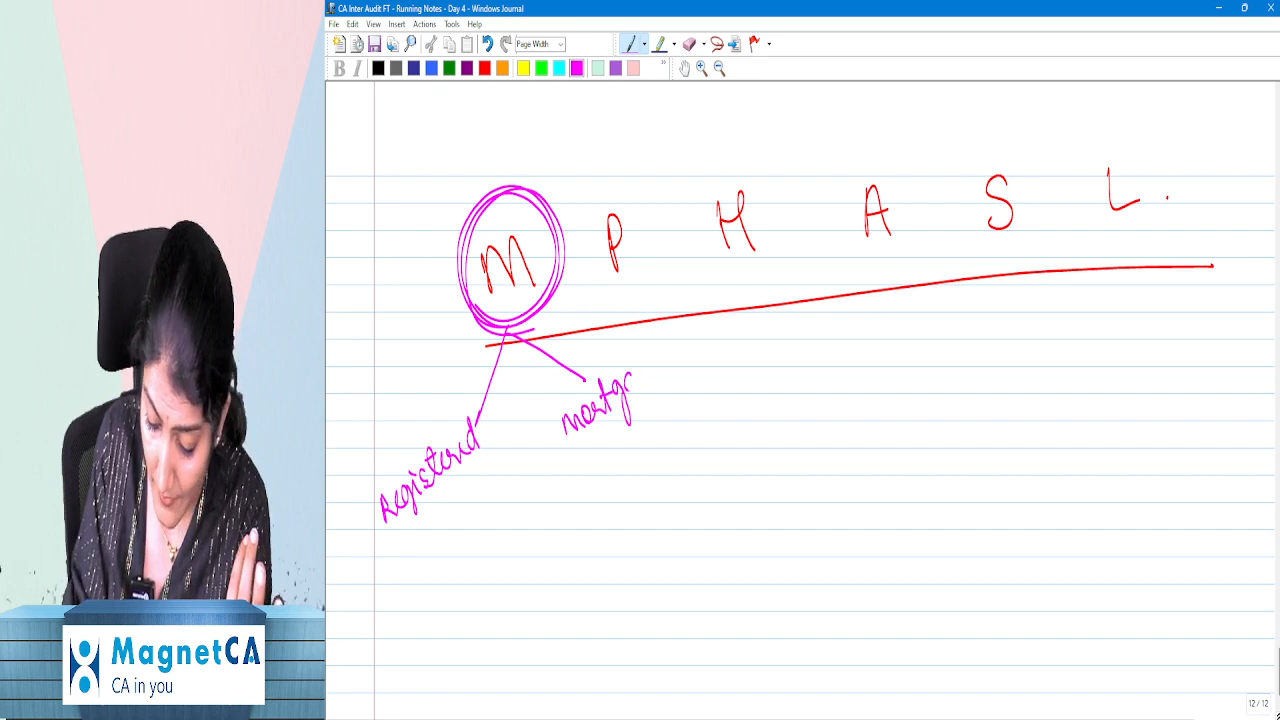 CA Inter Audit FT - Running Notes - Day 4 - Windows Journal
File Edit View Insert Actions Tools Help
Page Width
B I
M P H A S L.
Registered
mortg
MagnetCA
CA in you
12 / 12